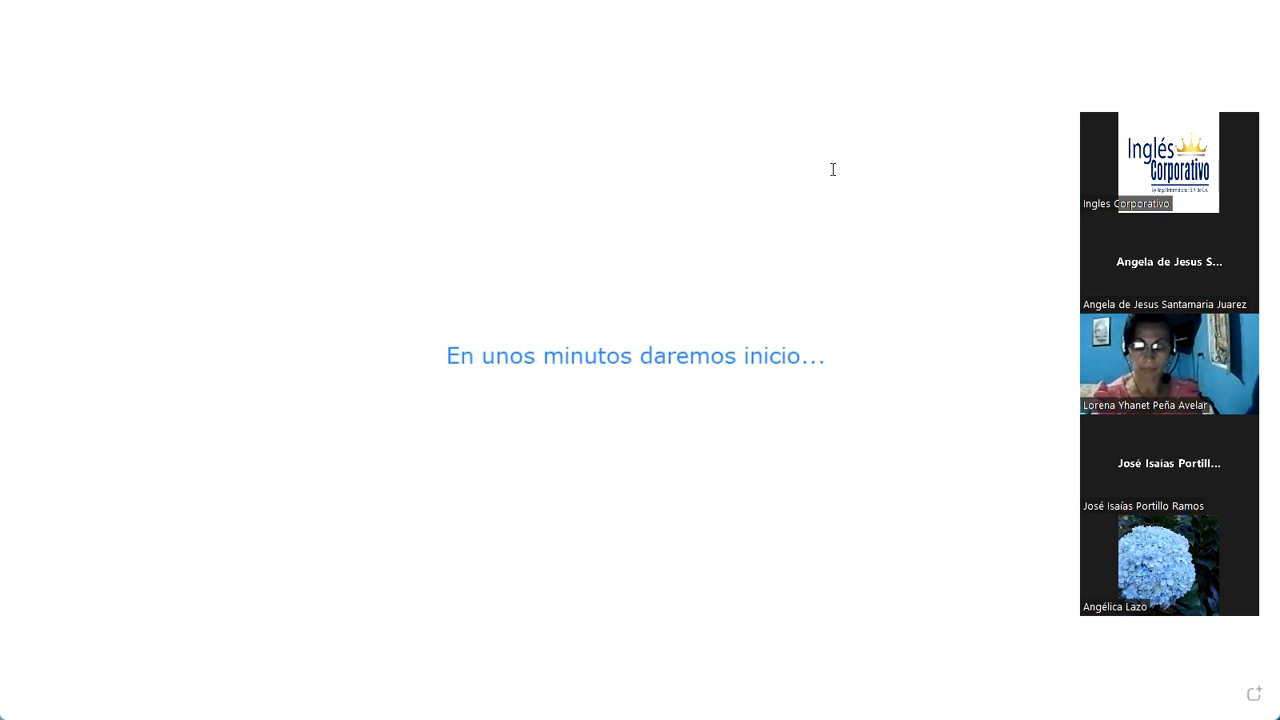 En unos minutos daremos inicio...
Inglés
Corporativo
Ingles Corporativo
Angela de Jesus S...
Angela de Jesus Santamaria Juarez
Lorena Yhanet Peña Avelar
José Isaías Portill...
José Isaías Portillo Ramos
Angélica Lazo